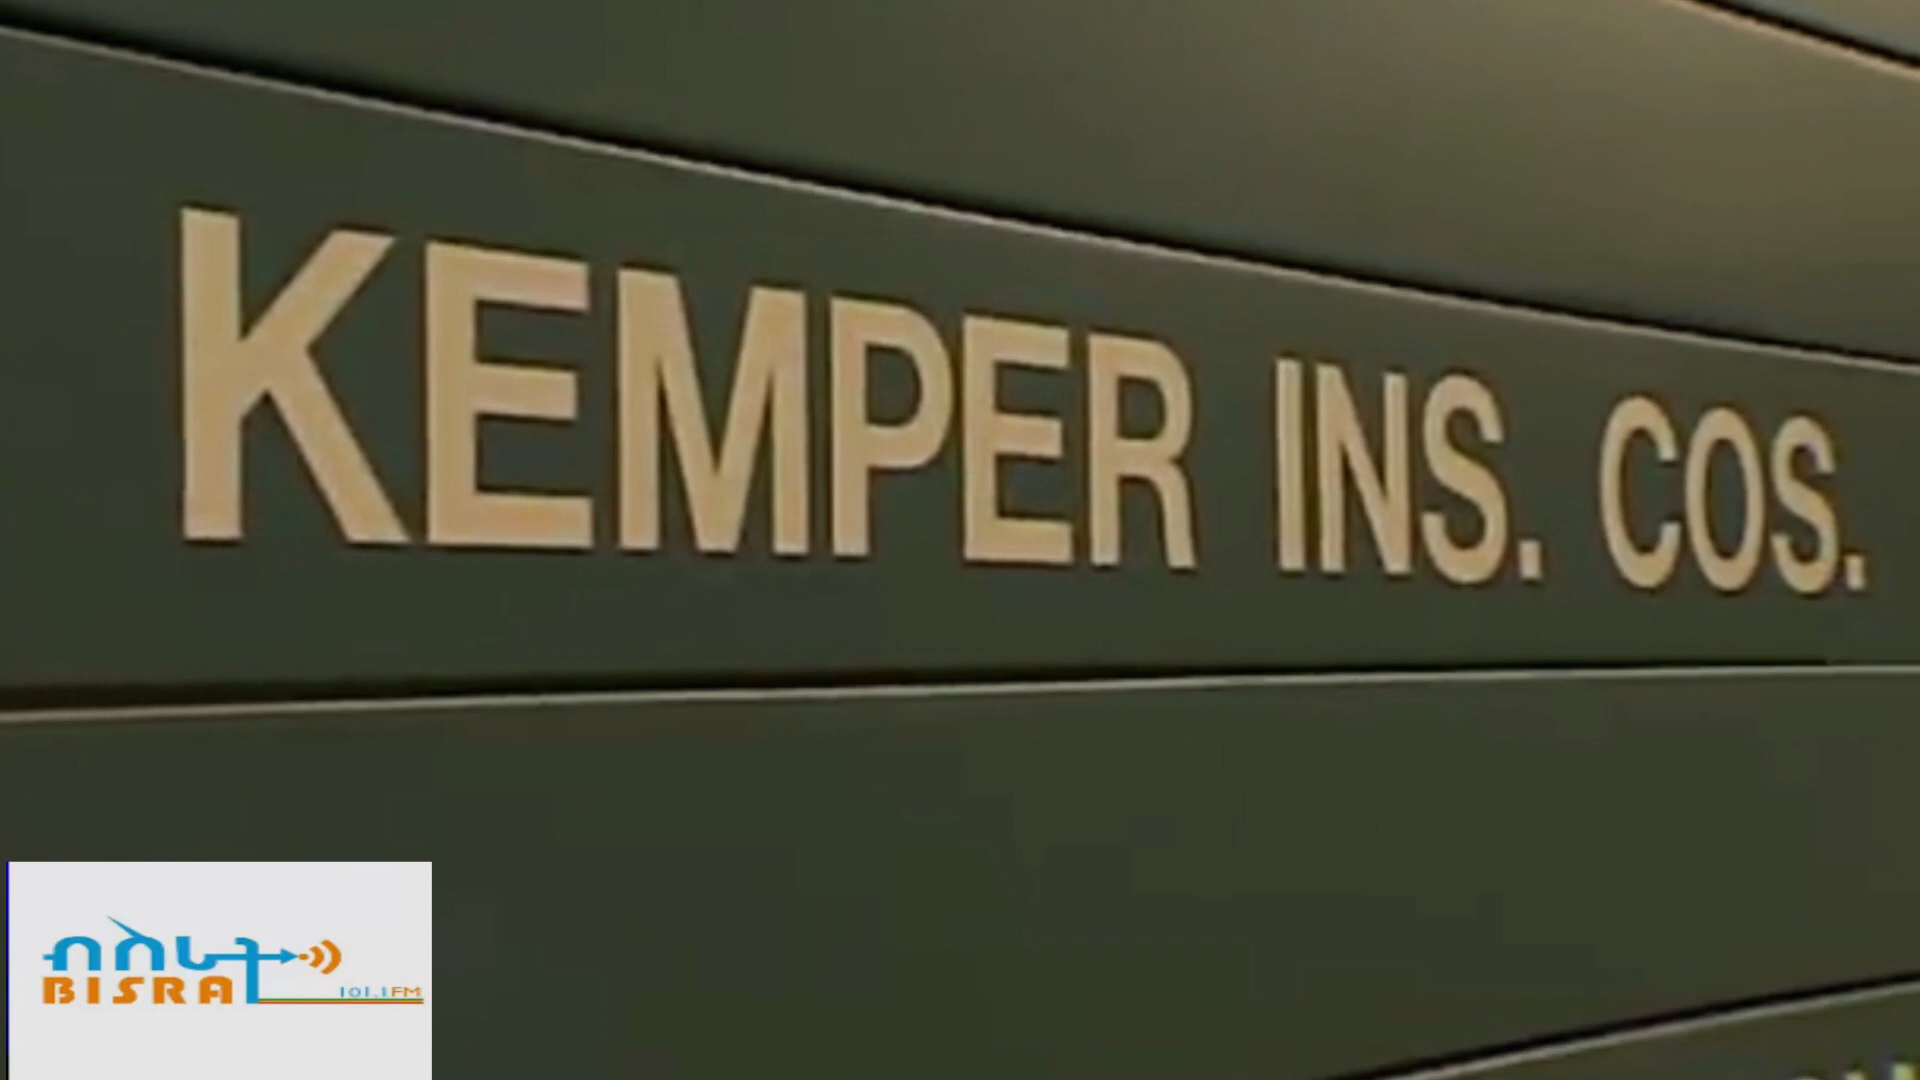 KEMPER INS. COS.
ብስራት
BISRAT
101.1FM